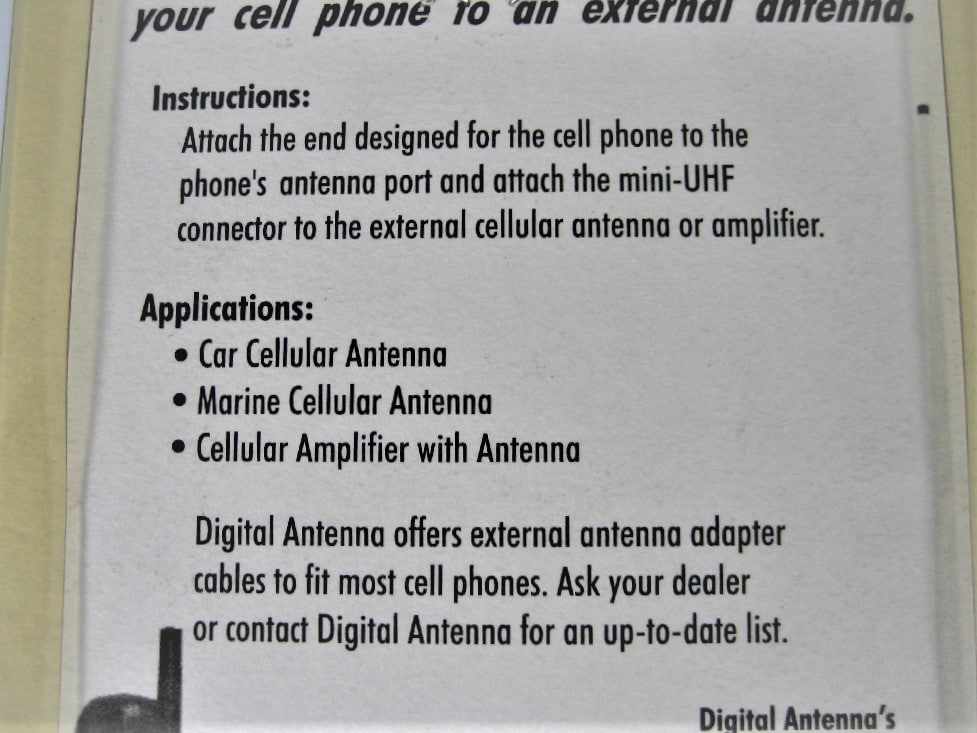 your cell phone to an external antenna.
Instructions:
Attach the end designed for the cell phone to the
phone's antenna port and attach the mini-UHF
connector to the external cellular antenna or amplifier.
Applications:
• Car Cellular Antenna
• Marine Cellular Antenna
• Cellular Amplifier with Antenna
Digital Antenna offers external antenna adapter
cables to fit most cell phones. Ask your dealer
or contact Digital Antenna for an up-to-date list.
Digital Antenna's